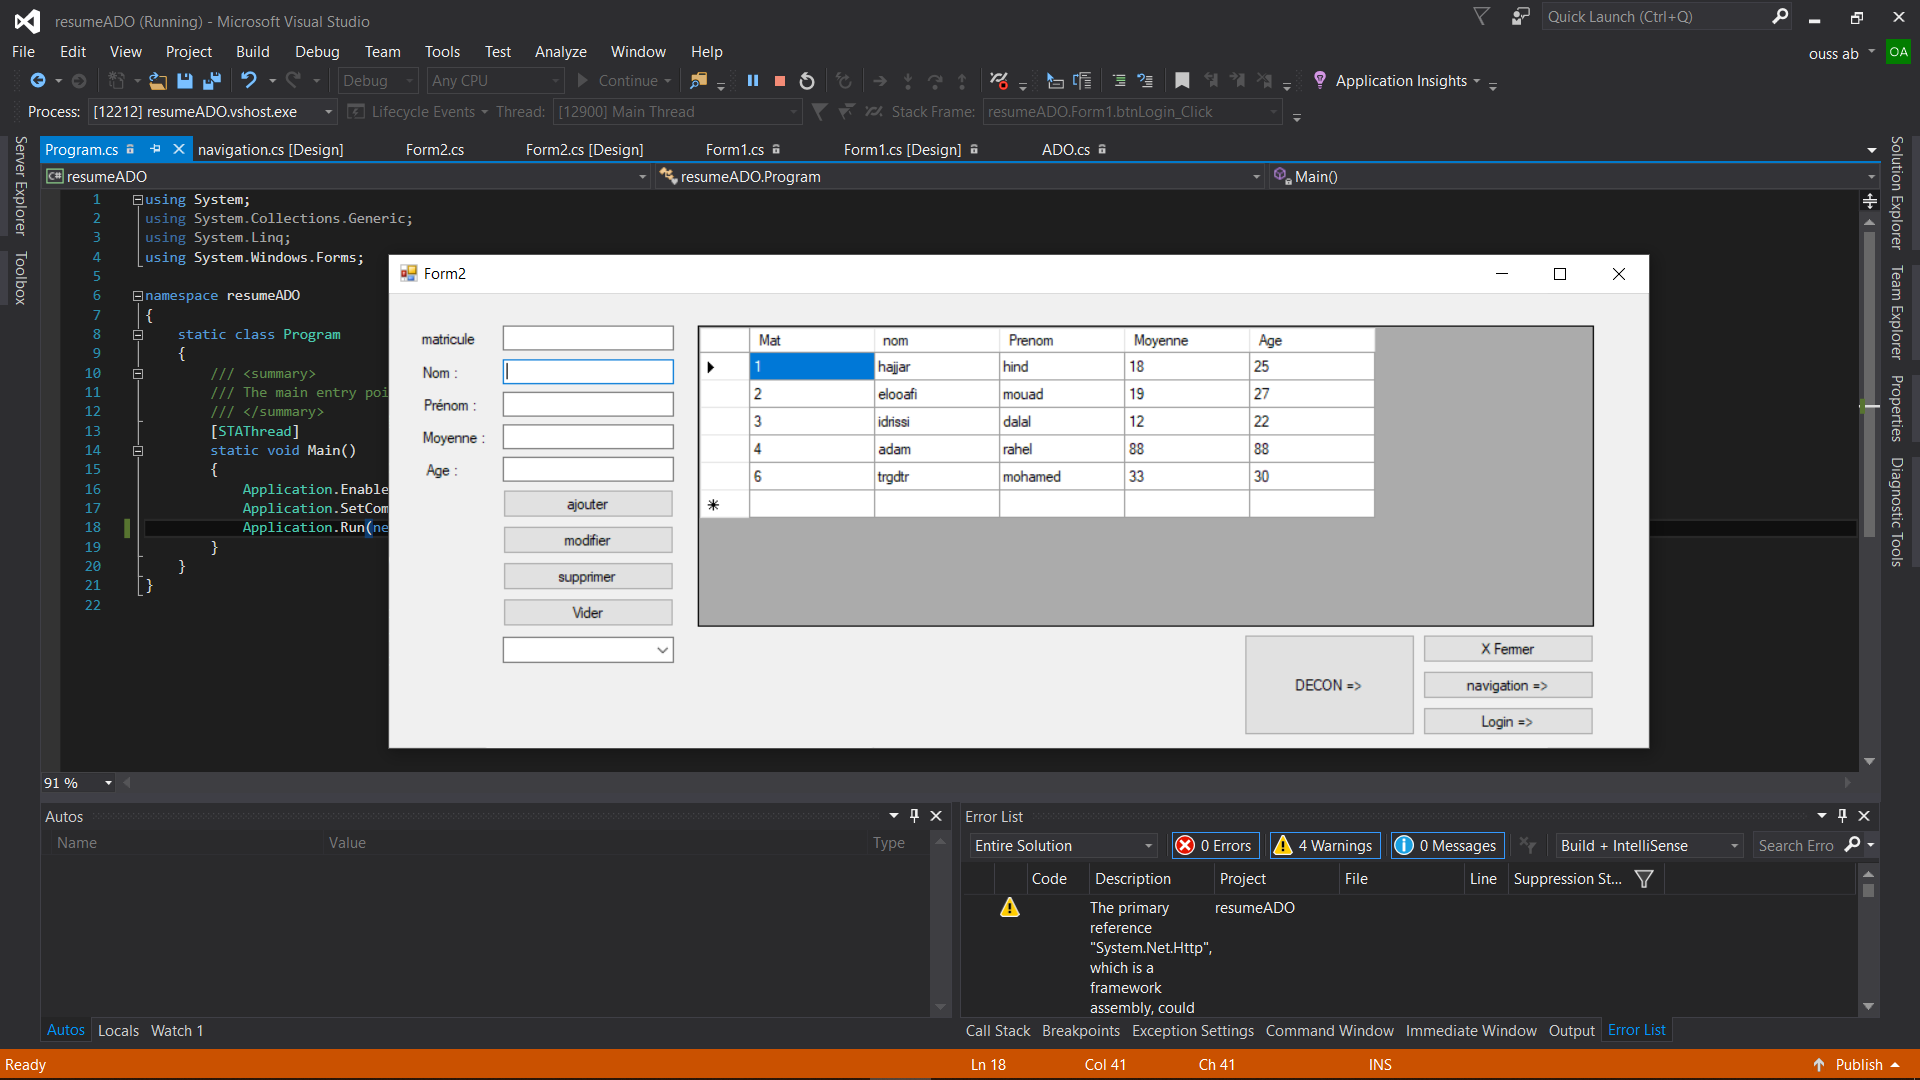 resumeADO (Running) - Microsoft Visual Studio
Quick Launch (Ctrl+Q)
File Edit View Project Build Debug Team Tools Test Analyze Window Help
ouss ab OA
Debug Any CPU Continue Application Insights
Process: [12212] resumeADO.vshost.exe Lifecycle Events Thread: [12900] Main Thread Stack Frame: resumeADO.Form1.btnLogin_Click
Server Explorer
Toolbox
Program.cs navigation.cs [Design] Form2.cs Form2.cs [Design] Form1.cs Form1.cs [Design] ADO.cs
C# resumeADO resumeADO.Program Main()
1 using System;
2 using System.Collections.Generic;
3 using System.Linq;
4 using System.Windows.Forms;
5
6 namespace resumeADO
7 {
8 static class Program
9 {
10 /// <summary>
11 /// The main entry poi
12 /// </summary>
13 [STAThread]
14 static void Main()
15 {
16 Application.Enable
17 Application.SetCom
18 Application.Run(ne
19 }
20 }
21 }
22
Form2
matricule
Nom :
Prénom :
Moyenne :
Age :
ajouter
modifier
supprimer
Vider
Mat nom Prenom Moyenne Age
1 hajjar hind 18 25
2 elooafi mouad 19 27
3 idrissi dalal 12 22
4 adam rahel 88 88
6 trgdtr mohamed 33 30
DECON =>
X Fermer
navigation =>
Login =>
Solution Explorer
Team Explorer
Properties
Diagnostic Tools
91 %
Autos
Name Value Type
Autos Locals Watch 1
Error List
Entire Solution 0 Errors 4 Warnings 0 Messages Build + IntelliSense Search Erro
Code Description Project File Line Suppression St...
The primary resumeADO
reference
"System.Net.Http",
which is a
framework
assembly, could
Call Stack Breakpoints Exception Settings Command Window Immediate Window Output Error List
Ready Ln 18 Col 41 Ch 41 INS Publish